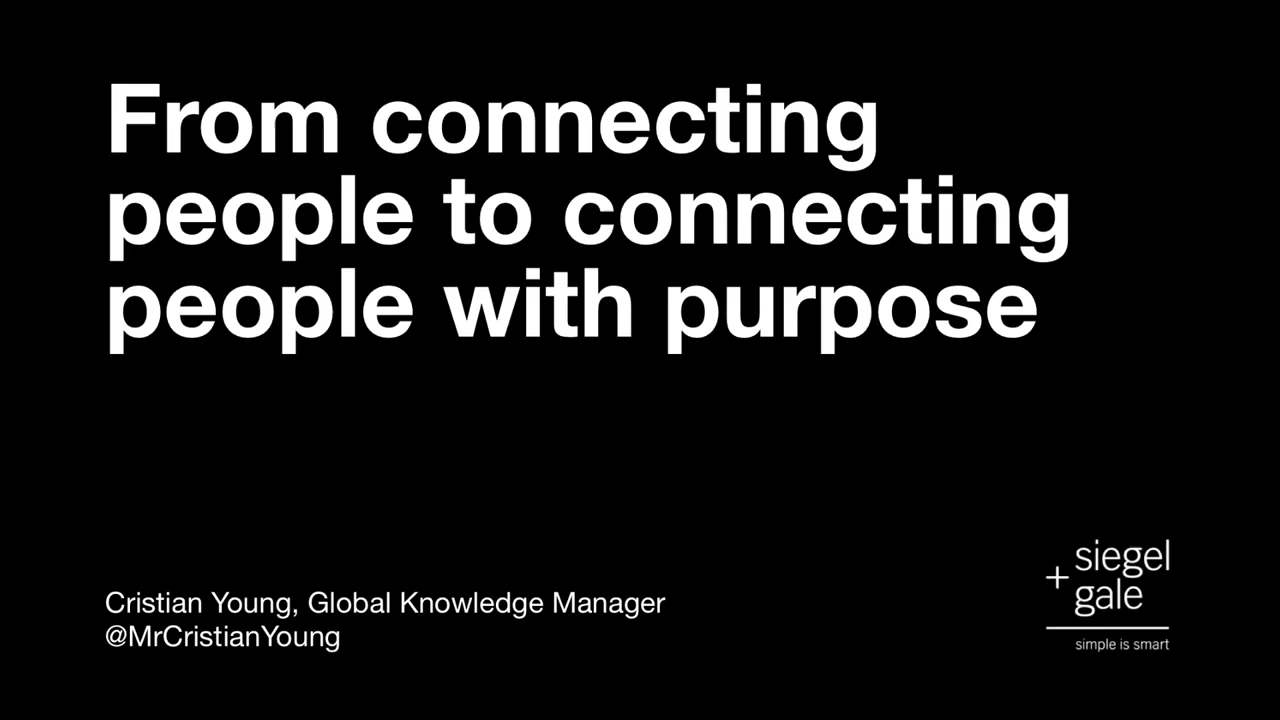 From connecting
people to connecting
people with purpose
Cristian Young, Global Knowledge Manager
@MrCristianYoung
siegel
+
gale
simple is smart